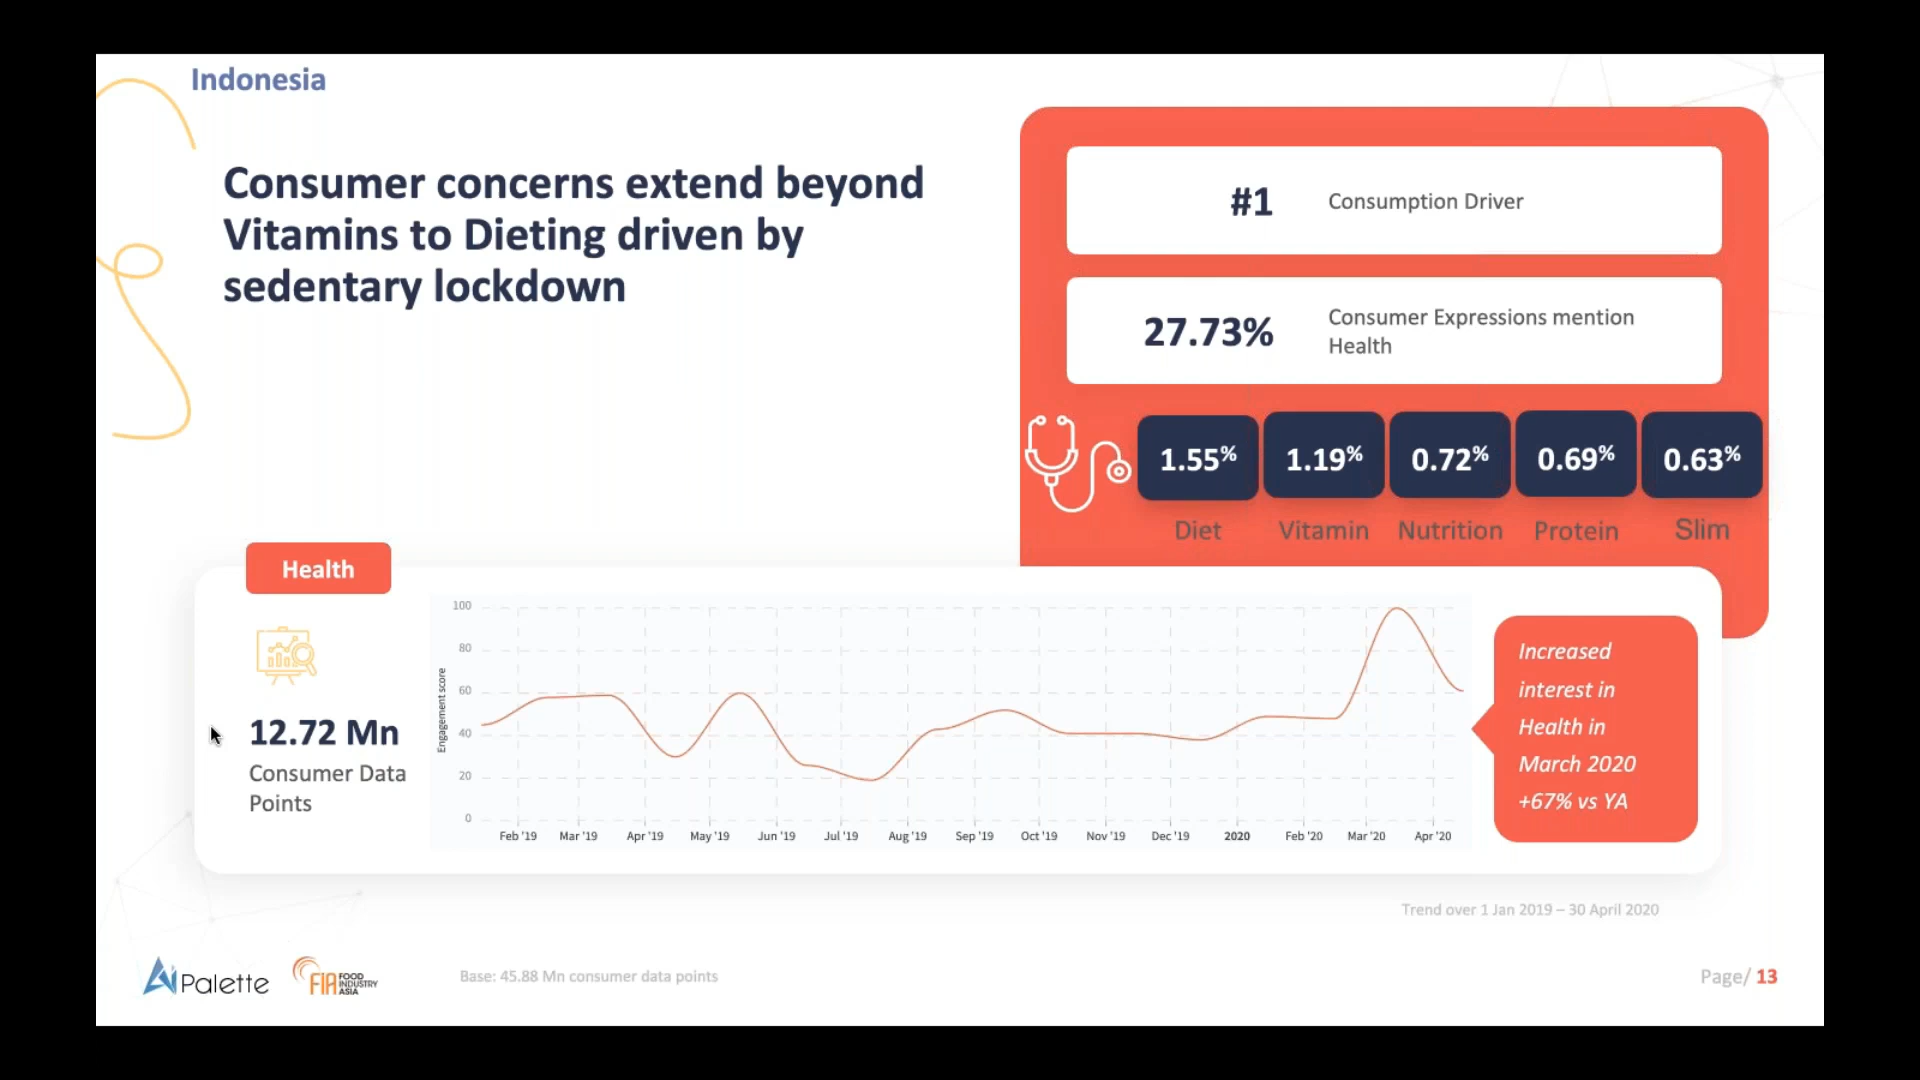 Indonesia
Consumer concerns extend beyond
Vitamins to Dieting driven by
sedentary lockdown
#1 Consumption Driver
27.73% Consumer Expressions mention
Health
1.55% 1.19% 0.72% 0.69% 0.63%
Diet Vitamin Nutrition Protein Slim
Health
12.72 Mn
Consumer Data
Points
Engagement score
100
80
60
40
20
0
Feb '19 Mar '19 Apr '19 May '19 Jun '19 Jul '19 Aug '19 Sep '19 Oct '19 Nov '19 Dec '19 2020 Feb '20 Mar '20 Apr '20
Increased
interest in
Health in
March 2020
+67% vs YA
Trend over 1 Jan 2019 – 30 April 2020
Ai Palette
FIA FOOD
INDUSTRY
ASIA
Base: 45.88 Mn consumer data points
Page/ 13